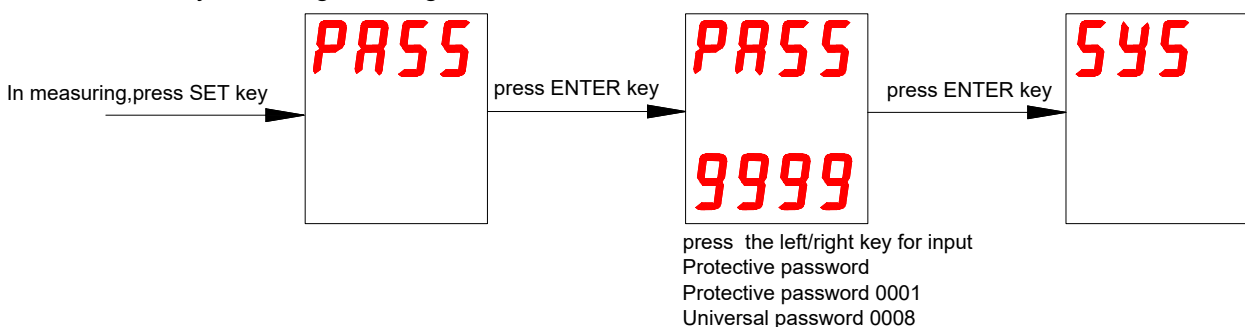 PASS
PASS
SYS
In measuring,press SET key
press ENTER key
press ENTER key
9999
press the left/right key for input
Protective password
Protective password 0001
Universal password 0008